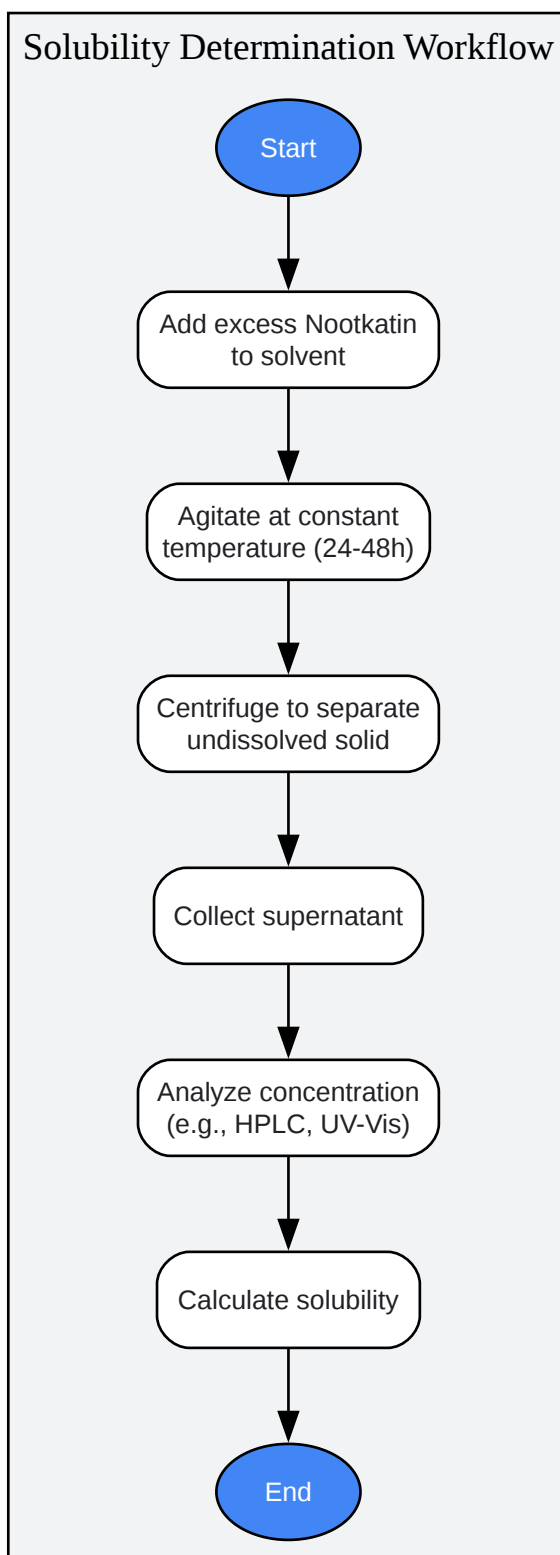 Solubility Determination Workflow
Start
Add excess Nootkatin
to solvent
Agitate at constant
temperature (24-48h)
Centrifuge to separate
undissolved solid
Collect supernatant
Analyze concentration
(e.g., HPLC, UV-Vis)
Calculate solubility
End